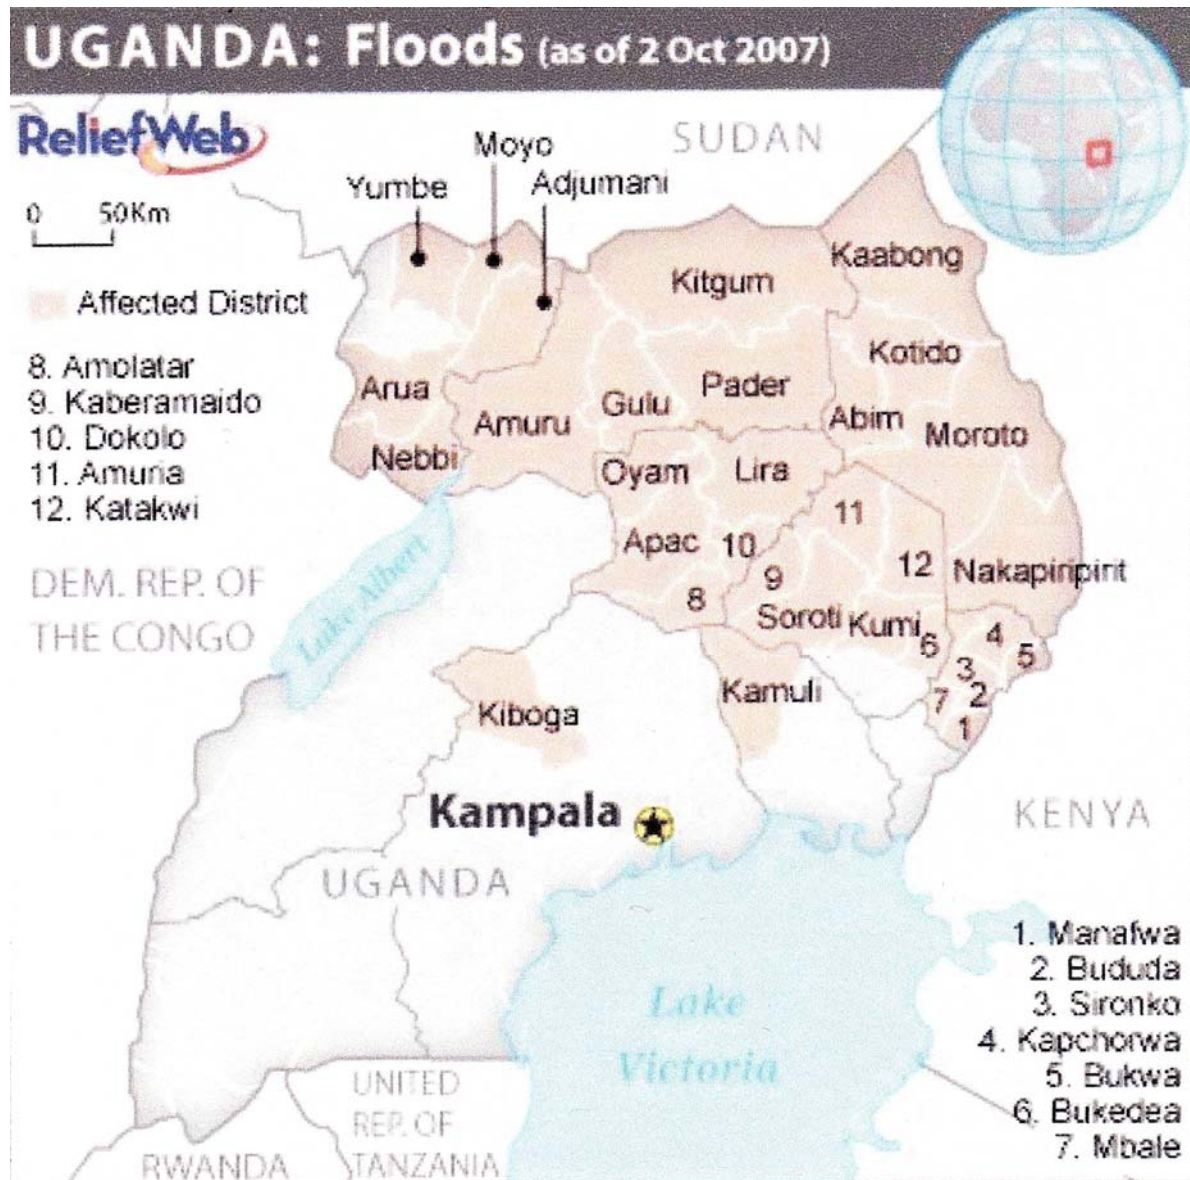 UGANDA: Floods (as of 2 Oct 2007)
ReliefWeb
0 50Km
Affected District
8. Amolatar
9. Kaberamaido
10. Dokolo
11. Amuria
12. Katakwi
SUDAN
Moyo
Yumbe
Adjumani
Kaabong
Kitgum
Kotido
Arua
Pader
Gulu
Amuru
Abim
Moroto
Nebbi
Oyam
Lira
11
Apac
10
12
Nakapiripirit
9
8
Soroti
Kumi
6
4
5
3
2
7
1
Lake Albert
DEM. REP. OF
THE CONGO
Kiboga
Kamuli
Kampala
KENYA
UGANDA
Lake
Victoria
UNITED
REP. OF
TANZANIA
RWANDA
1. Manafwa
2. Bududa
3. Sironko
4. Kapchorwa
5. Bukwa
6. Bukedea
7. Mbale